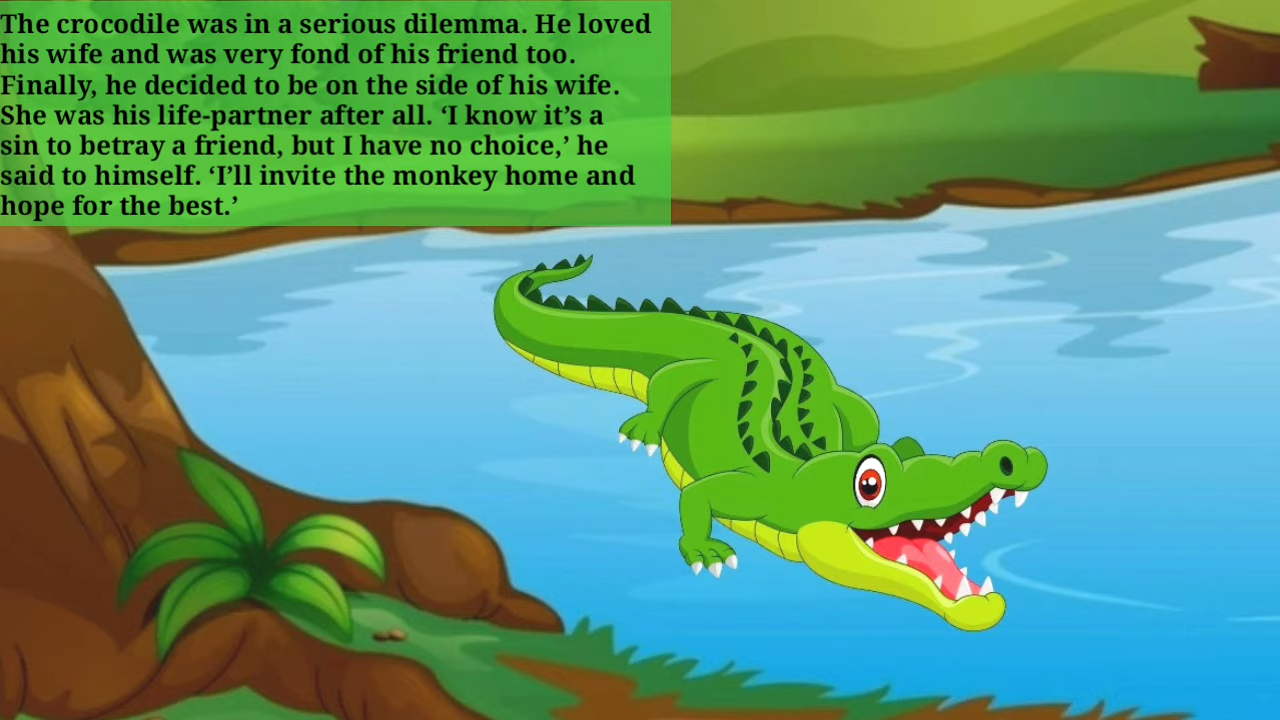 The crocodile was in a serious dilemma. He loved
his wife and was very fond of his friend too.
Finally, he decided to be on the side of his wife.
She was his life-partner after all. ‘I know it’s a
sin to betray a friend, but I have no choice,’ he
said to himself. ‘I’ll invite the monkey home and
hope for the best.’